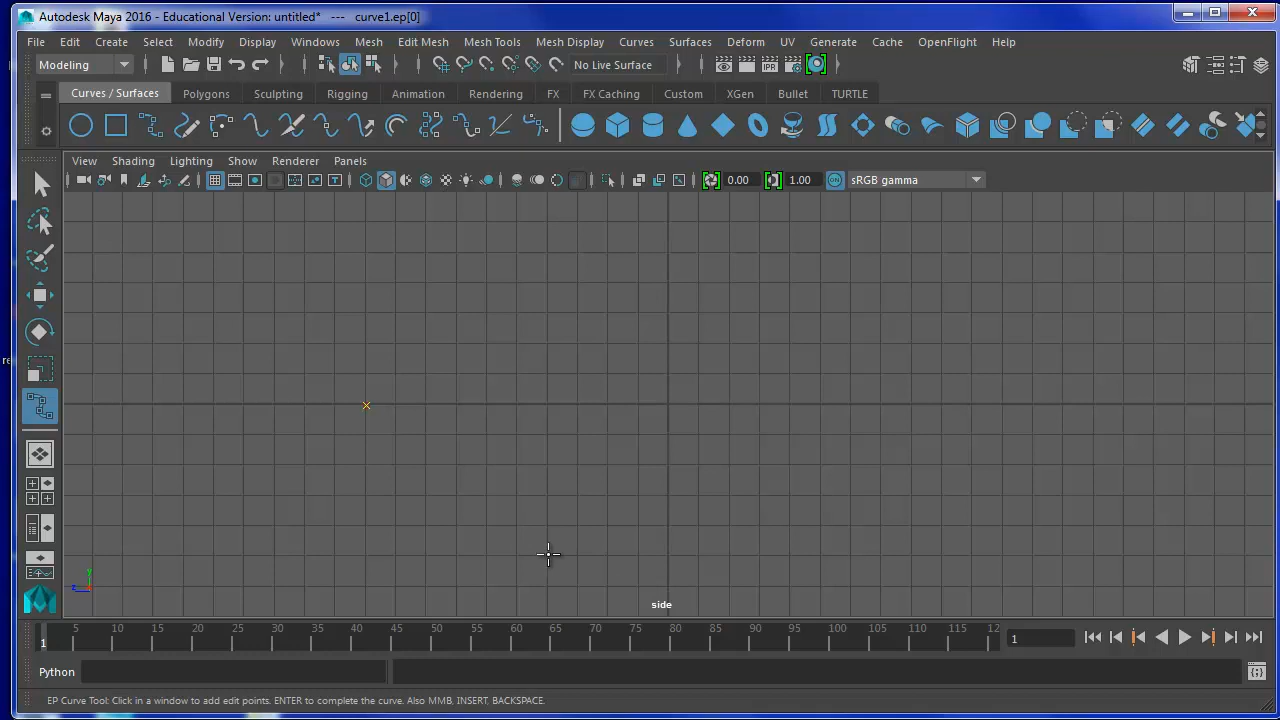 Autodesk Maya 2016 - Educational Version: untitled* --- curve1.ep[0]
File Edit Create Select Modify Display Windows Mesh Edit Mesh Mesh Tools Mesh Display Curves Surfaces Deform UV Generate Cache OpenFlight Help
Modeling No Live Surface IPR
Curves / Surfaces Polygons Sculpting Rigging Animation Rendering FX FX Caching Custom XGen Bullet TURTLE
View Shading Lighting Show Renderer Panels
0.00 1.00 ON sRGB gamma
re
y
z
side
1 5 10 15 20 25 30 35 40 45 50 55 60 65 70 75 80 85 90 95 100 105 110 115 12 1
Python
EP Curve Tool: Click in a window to add edit points. ENTER to complete the curve. Also MMB, INSERT, BACKSPACE.